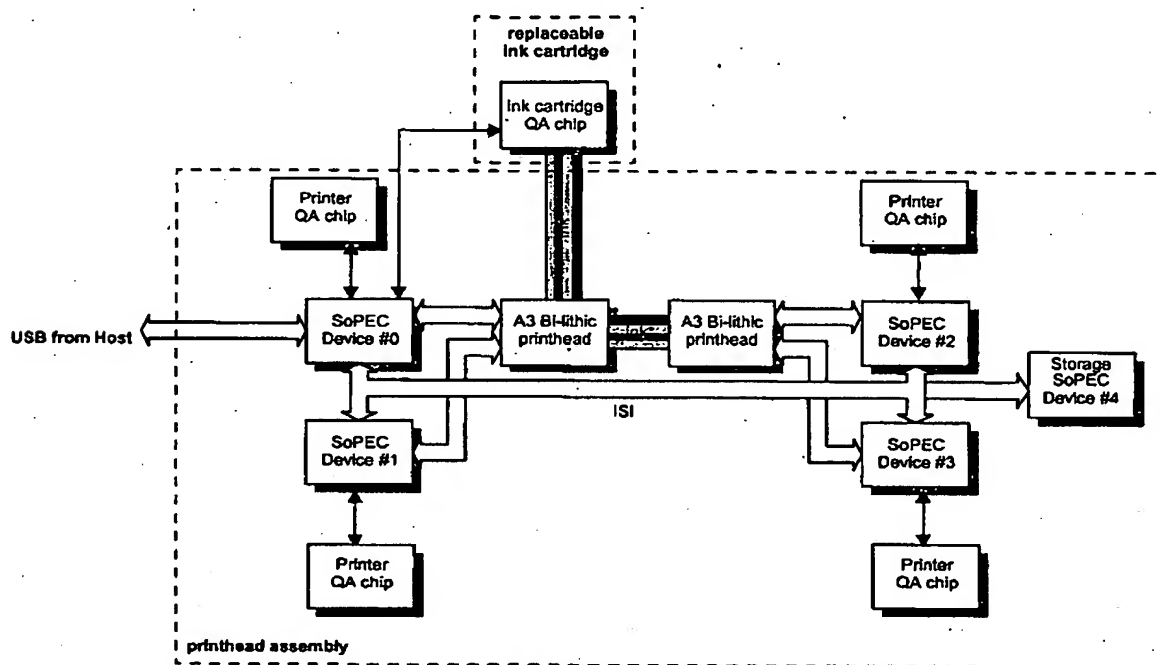 replaceable
ink cartridge
Ink cartridge
QA chip
Printer
QA chip
Printer
QA chip
USB from Host
SoPEC
Device #0
A3 Bi-lithic
printhead
ink
A3 Bi-lithic
printhead
SoPEC
Device #2
Storage
SoPEC
Device #4
ISI
SoPEC
Device #1
SoPEC
Device #3
Printer
QA chip
Printer
QA chip
printhead assembly